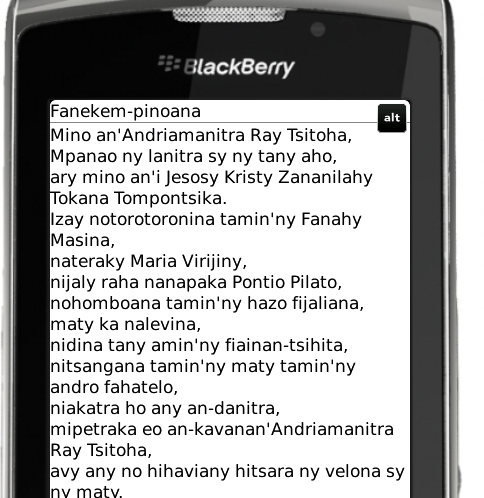 BlackBerry
Fanekem-pinoana
alt
Mino an'Andriamanitra Ray Tsitoha,
Mpanao ny lanitra sy ny tany aho,
ary mino an'i Jesosy Kristy Zananilahy
Tokana Tompontsika.
Izay notorotoronina tamin'ny Fanahy
Masina,
nateraky Maria Virijiny,
nijaly raha nanapaka Pontio Pilato,
nohomboana tamin'ny hazo fijaliana,
maty ka nalevina,
nidina tany amin'ny fiainan-tsihita,
nitsangana tamin'ny maty tamin'ny
andro fahatelo,
niakatra ho any an-danitra,
mipetraka eo an-kavanan'Andriamanitra
Ray Tsitoha,
avy any no hihaviany hitsara ny velona sy
ny maty.